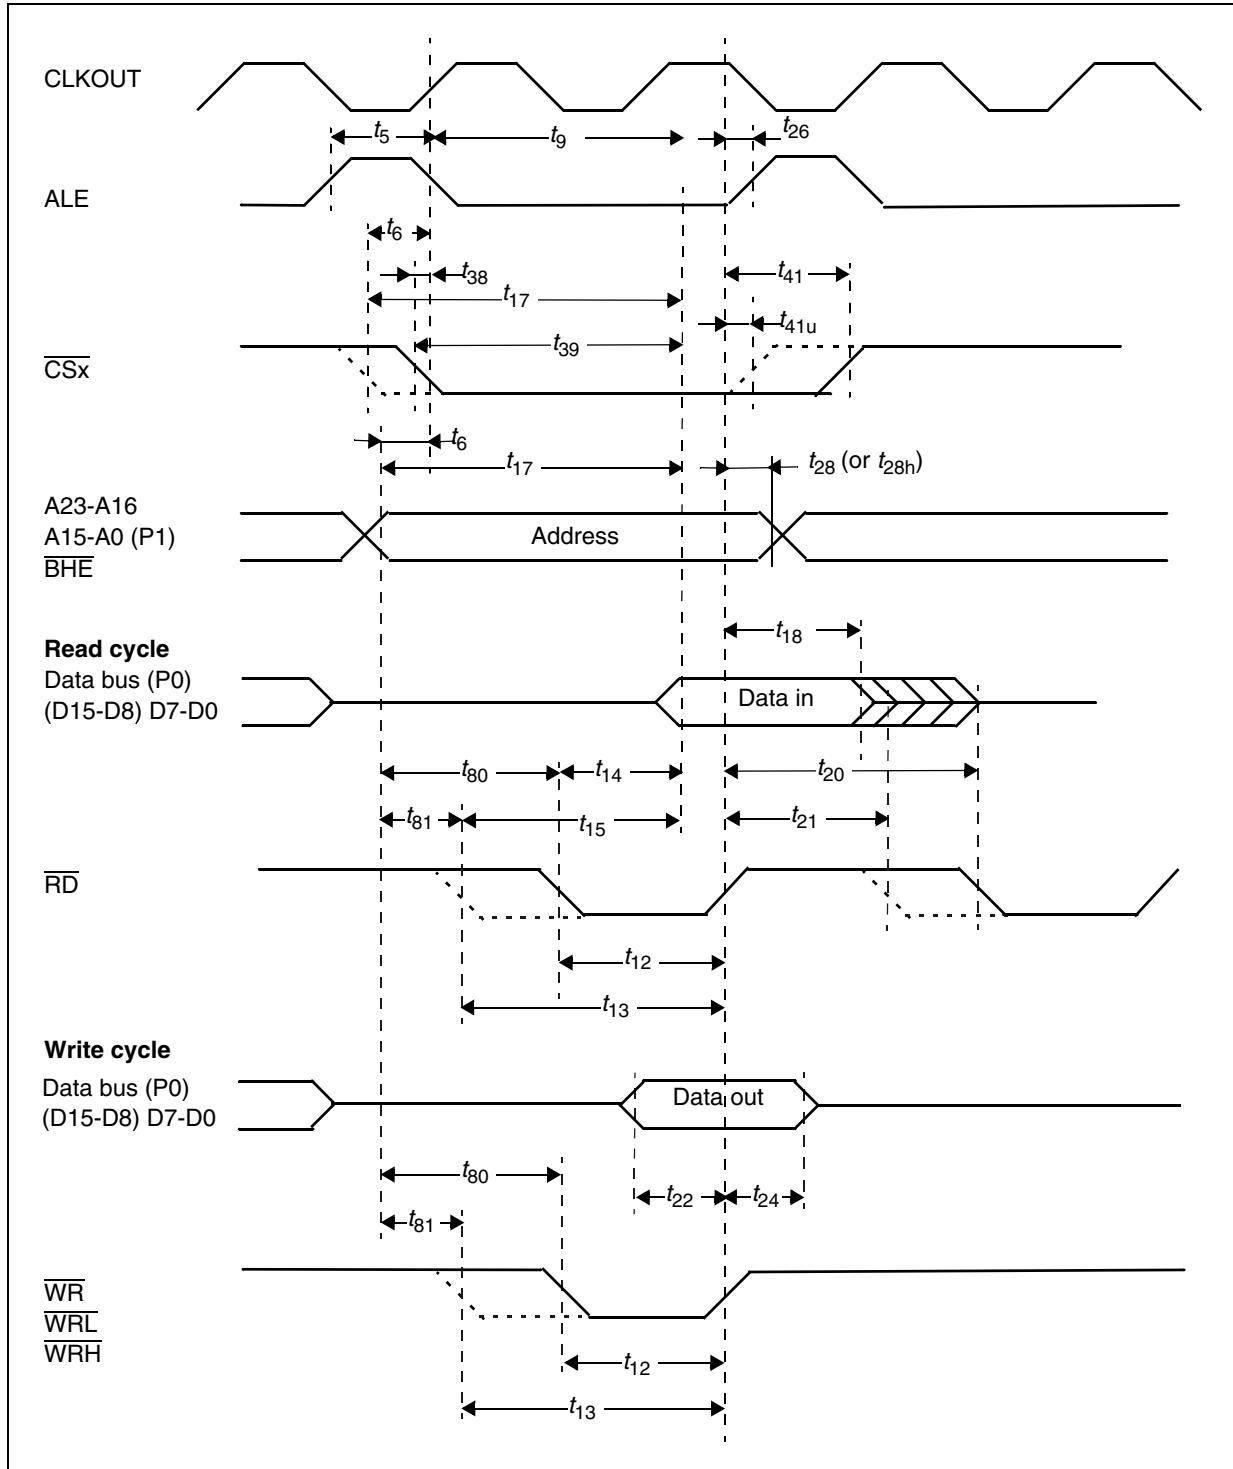 CLKOUT
t5
t9
t26
ALE
t6
t38
t41
t17
t41u
t39
CSx
t6
t17
t28 (or t28h)
A23-A16
A15-A0 (P1)
Address
BHE
t18
Read cycle
Data bus (P0)
Data in
(D15-D8) D7-D0
t80
t14
t20
t81
t15
t21
RD
t12
t13
Write cycle
Data bus (P0)
Data out
(D15-D8) D7-D0
t80
t22
t24
t81
WR
WRL
WRH
t12
t13